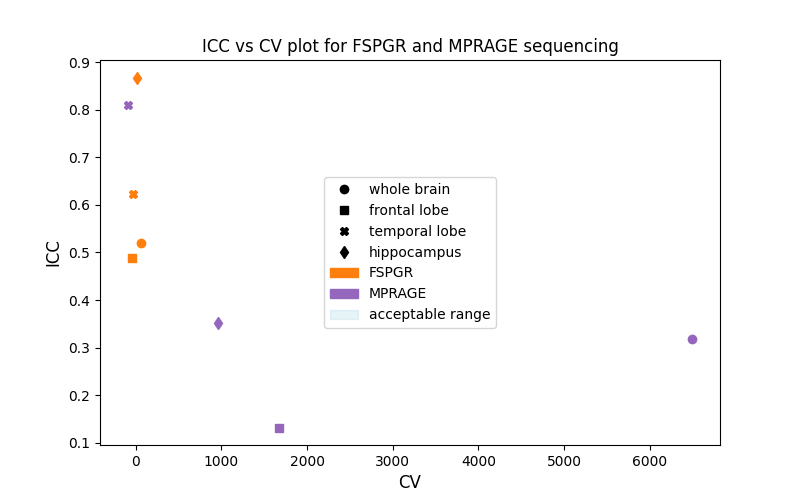 ICC vs CV plot for FSPGR and MPRAGE sequencing
0.9
0.8
0.7
0.6
0.5
0.4
0.3
0.2
0.1
ICC
whole brain
frontal lobe
temporal lobe
hippocampus
FSPGR
MPRAGE
acceptable range
0 1000 2000 3000 4000 5000 6000
CV